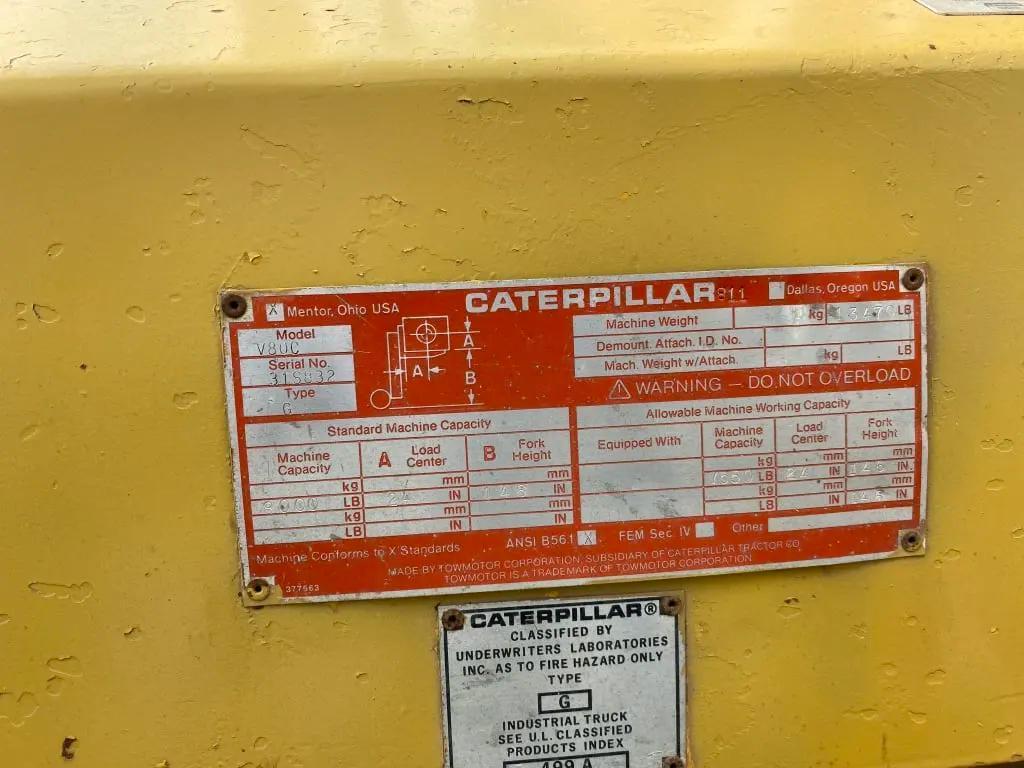 X Mentor, Ohio USA
CATERPILLAR 811
Dallas, Oregon USA
Model
V80C
Serial No.
31S832
Type
G
A
A
B
Machine Weight kg 13470 LB
Demount. Attach. I.D. No.
Mach. Weight w/Attach. kg LB
WARNING — DO NOT OVERLOAD
Standard Machine Capacity
Machine Capacity A Load Center B Fork Height
kg mm mm
8000 LB 24 IN 148 IN
kg mm mm
LB IN IN
Allowable Machine Working Capacity
Equipped With Machine Capacity Load Center Fork Height
kg mm mm
LB 24 IN 148 IN
kg mm mm
LB IN IN
Machine Conforms to X Standards
ANSI B56.1 X FEM Sec IV Other
MADE BY TOWMOTOR CORPORATION, SUBSIDIARY OF CATERPILLAR TRACTOR CO.
TOWMOTOR IS A TRADEMARK OF TOWMOTOR CORPORATION
377563
CATERPILLAR®
CLASSIFIED BY
UNDERWRITERS LABORATORIES
INC. AS TO FIRE HAZARD ONLY
TYPE
G
INDUSTRIAL TRUCK
SEE U.L. CLASSIFIED
PRODUCTS INDEX
499 A